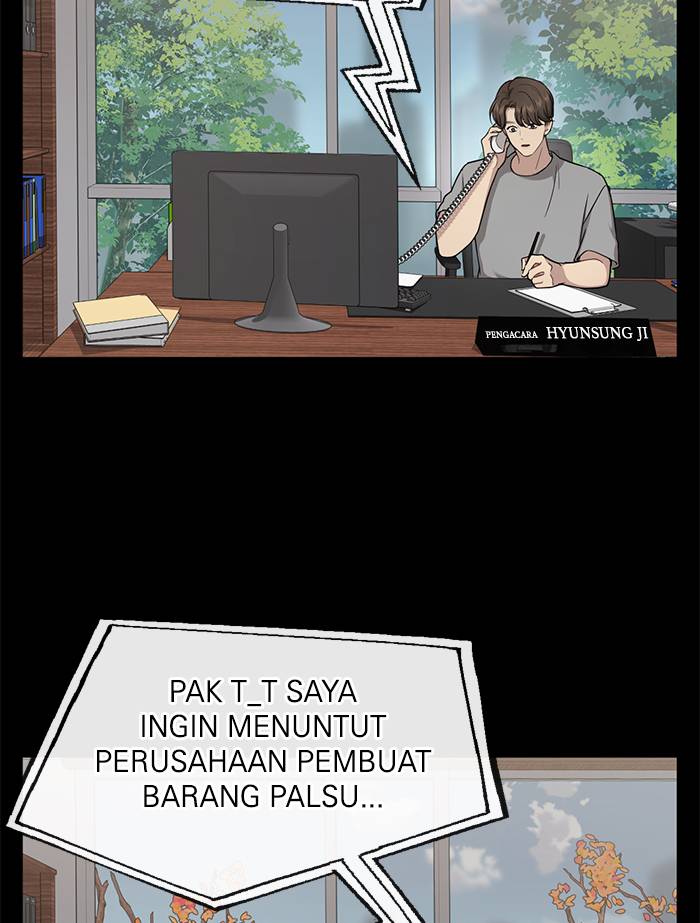 PENGACARA HYUNSUNG JI
PAK T_T SAYA
INGIN MENUNTUT
PERUSAHAAN PEMBUAT
BARANG PALSU...